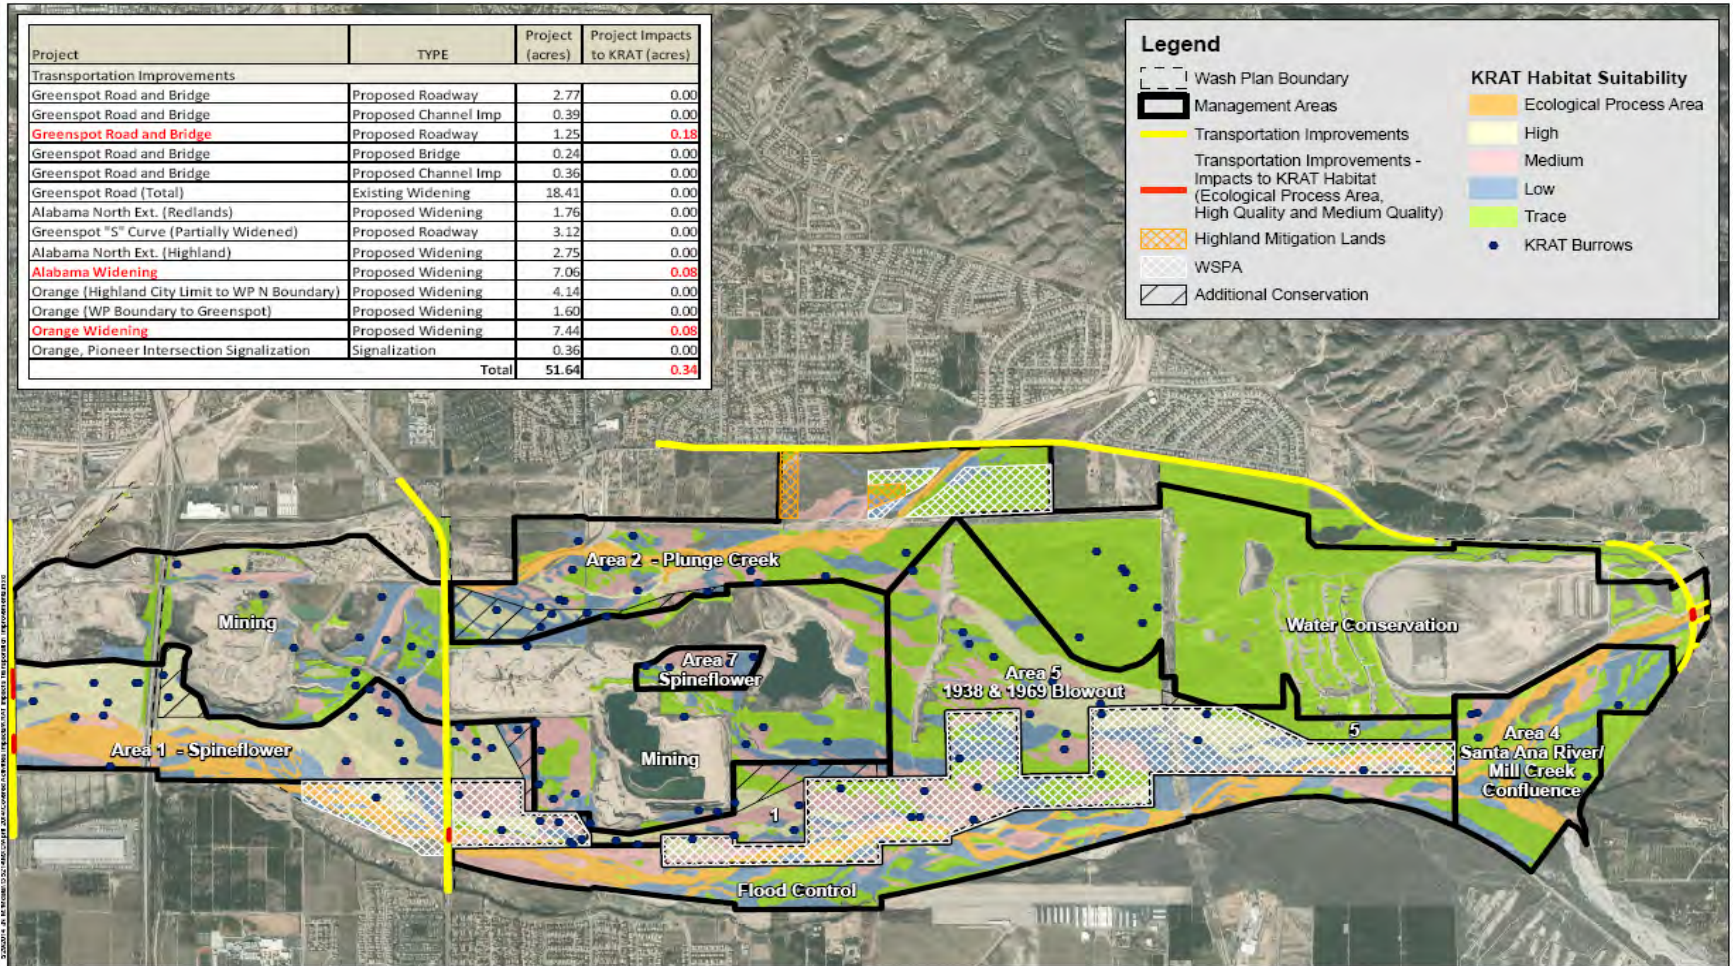 Project TYPE Project (acres) Project Impacts to KRAT (acres)
Trasnsportation Improvements
Greenspot Road and Bridge Proposed Roadway 2.77 0.00
Greenspot Road and Bridge Proposed Channel Imp 0.39 0.00
Greenspot Road and Bridge Proposed Roadway 1.25 0.18
Greenspot Road and Bridge Proposed Bridge 0.24 0.00
Greenspot Road and Bridge Proposed Channel Imp 0.36 0.00
Greenspot Road (Total) Existing Widening 18.41 0.00
Alabama North Ext. (Redlands) Proposed Widening 1.76 0.00
Greenspot "S" Curve (Partially Widened) Proposed Roadway 3.12 0.00
Alabama North Ext. (Highland) Proposed Widening 2.75 0.00
Alabama Widening Proposed Widening 7.06 0.08
Orange (Highland City Limit to WP N Boundary) Proposed Widening 4.14 0.00
Orange (WP Boundary to Greenspot) Proposed Widening 1.60 0.00
Orange Widening Proposed Widening 7.44 0.08
Orange, Pioneer Intersection Signalization Signalization 0.36 0.00
Total 51.64 0.34
Legend
Wash Plan Boundary
Management Areas
Transportation Improvements
Transportation Improvements -
Impacts to KRAT Habitat
(Ecological Process Area,
High Quality and Medium Quality)
Highland Mitigation Lands
WSPA
Additional Conservation
KRAT Habitat Suitability
Ecological Process Area
High
Medium
Low
Trace
KRAT Burrows
Area 2 - Plunge Creek
Mining
Water Conservation
Area 7
Spineflower
Area 5
1938 & 1969 Blowout
5
Area 1 - Spineflower
Mining
Area 4
Santa Ana River/
Mill Creek
Confluence
1
Flood Control